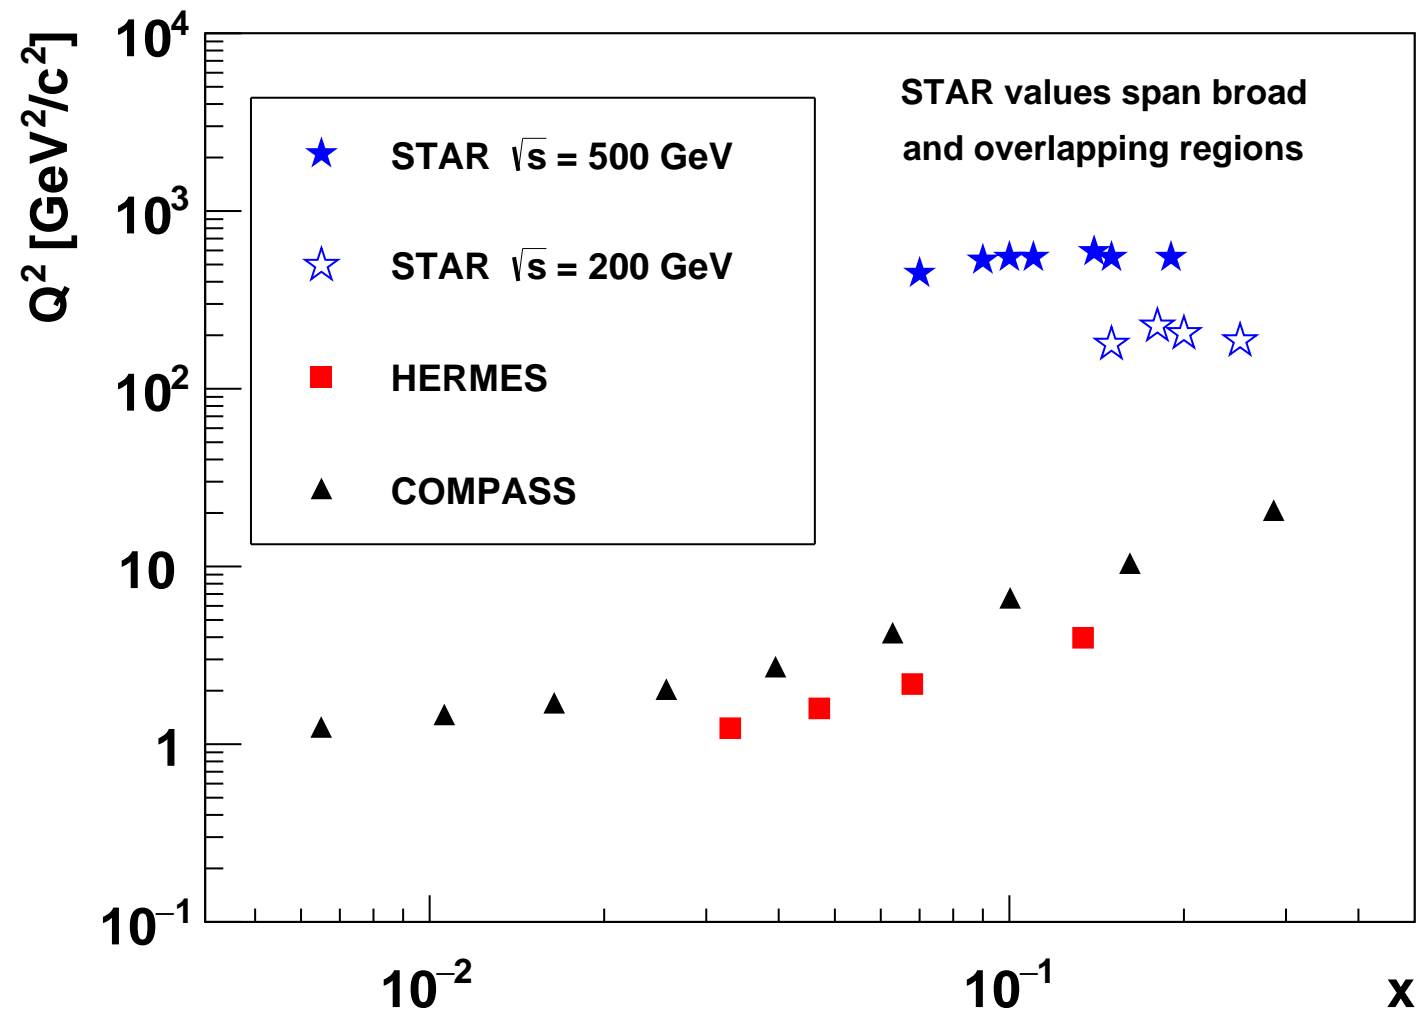 Q² [GeV²/c²]
10⁴
10³
10²
10
1
10⁻¹
STAR √s = 500 GeV
STAR √s = 200 GeV
HERMES
COMPASS
STAR values span broad
and overlapping regions
10⁻²
10⁻¹
x